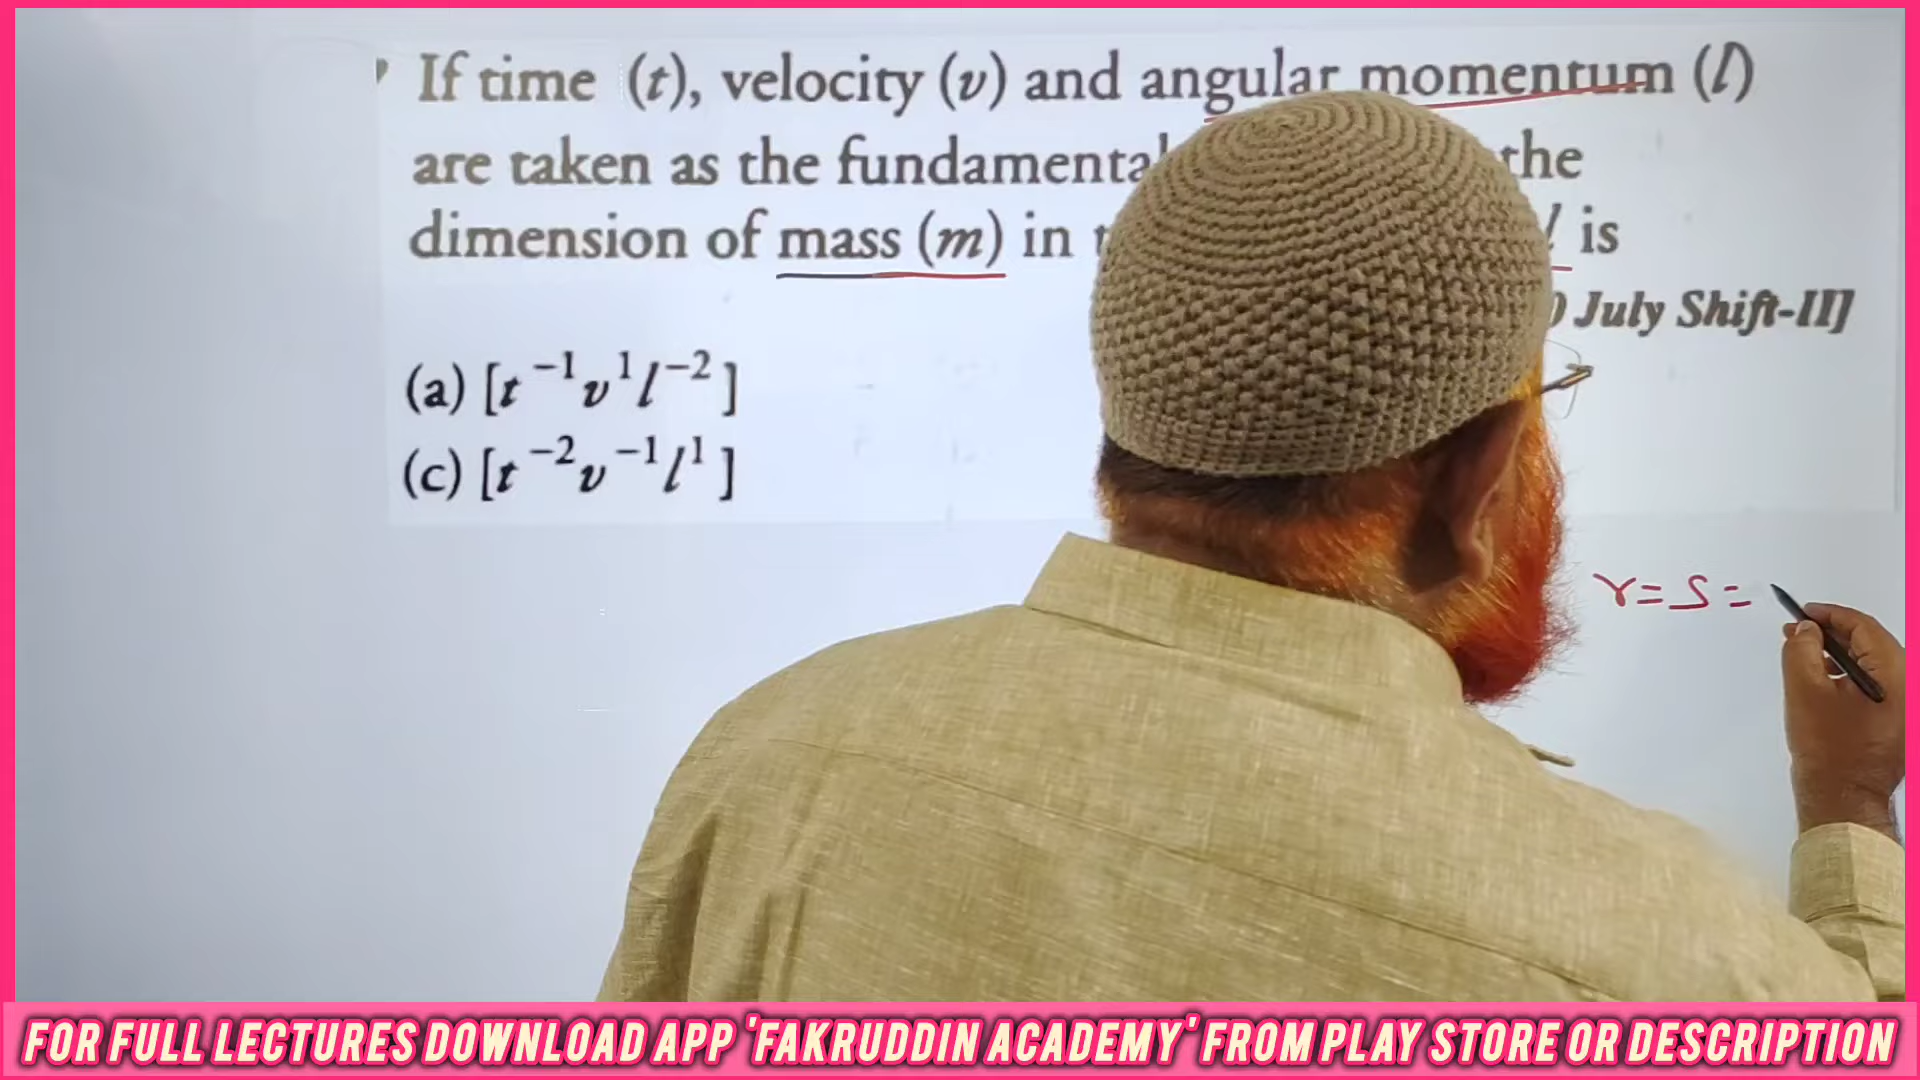 If time (t), velocity (v) and angular momentum (l)
are taken as the fundamental the
dimension of mass (m) in l is
July Shift-II]
(a) [t⁻¹v¹l⁻²]
(c) [t⁻²v⁻¹l¹]
r = S =
FOR FULL LECTURES DOWNLOAD APP 'FAKRUDDIN ACADEMY' FROM PLAY STORE OR DESCRIPTION